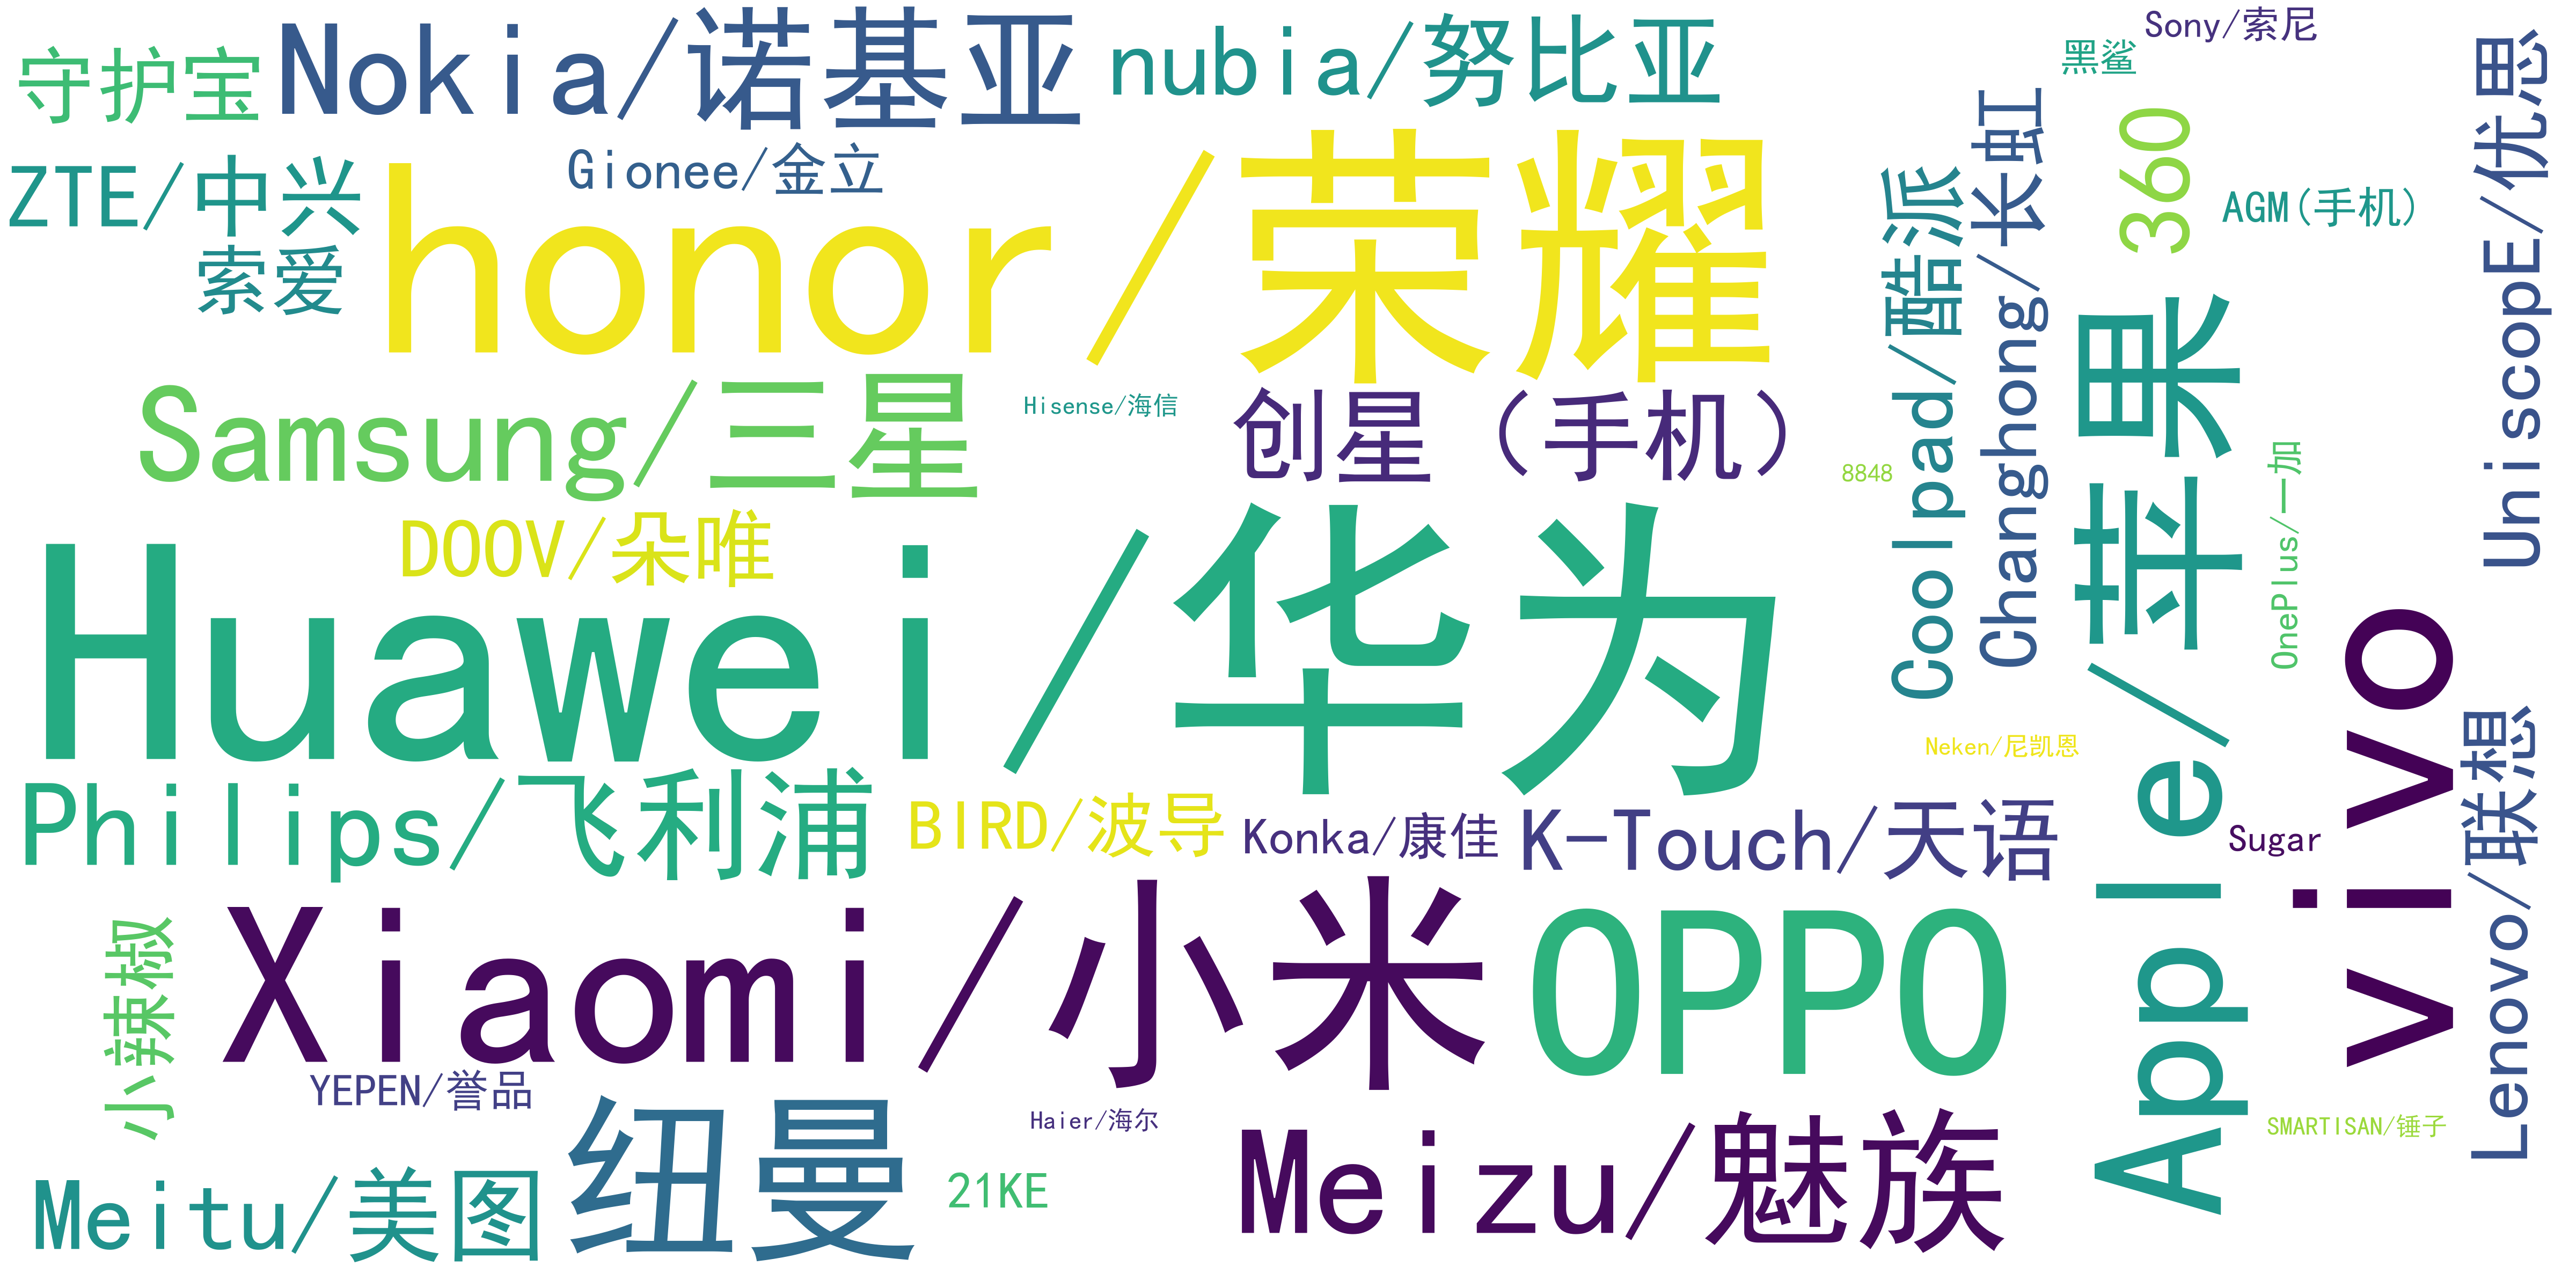 守护宝
Nokia/诺基亚
nubia/努比亚
Sony/索尼
黑鲨
ZTE/中兴
Gionee/金立
索爱
honor/荣耀
Coolpad/酷派
Changhong/长虹
360
AGM(手机)
UniscopE/优思
Samsung/三星
Hisense/海信
创星（手机）
8848
OnePlus/一加
DOOV/朵唯
Huawei/华为
Apple/苹果
Neken/尼凯恩
vivo
Philips/飞利浦
BIRD/波导
Konka/康佳
K-Touch/天语
Sugar
Lenovo/联想
小辣椒
Xiaomi/小米
OPPO
YEPEN/誉品
纽曼
Haier/海尔
Meizu/魅族
SMARTISAN/锤子
Meitu/美图
21KE